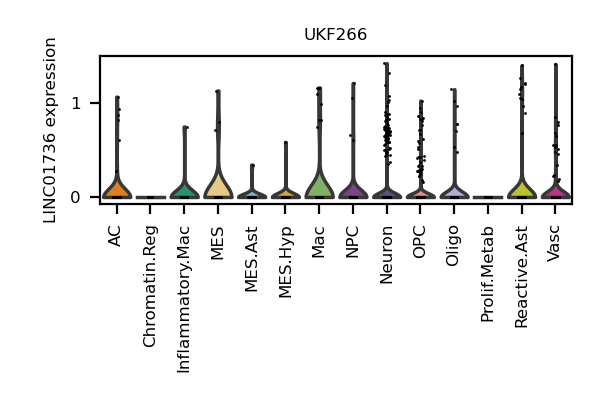 UKF266
LINC01736 expression
1
0
AC
Chromatin.Reg
Inflammatory.Mac
MES
MES.Ast
MES.Hyp
Mac
NPC
Neuron
OPC
Oligo
Prolif.Metab
Reactive.Ast
Vasc